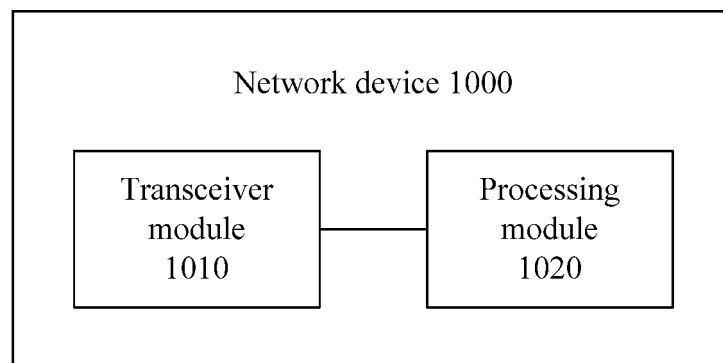 Network device 1000
Transceiver
module
1010
Processing
module
1020